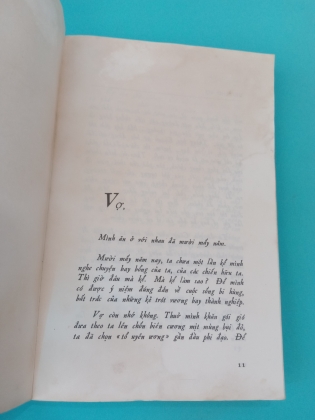 Vợ.
Mình ăn ở với nhau đã mười mấy năm.
Mười mấy năm nay, ta chưa một lần kể mình
nghe chuyện bay bổng của ta, của các chiến hữu ta.
Thì giờ đâu mà kể. Mà kể làm sao? Để mình
có được ý niệm đúng đắn về cuộc sống bi hùng,
bất trắc của những kẻ trót vương bay thành nghiệp.
Vợ còn nhớ không. Thuở mình khăn gói gió
đưa theo ta lên chốn biên cương mịt mùng bụi đỏ,
ta đã chọn «tổ uyên ương» gần đầu phi đạo. Để
11